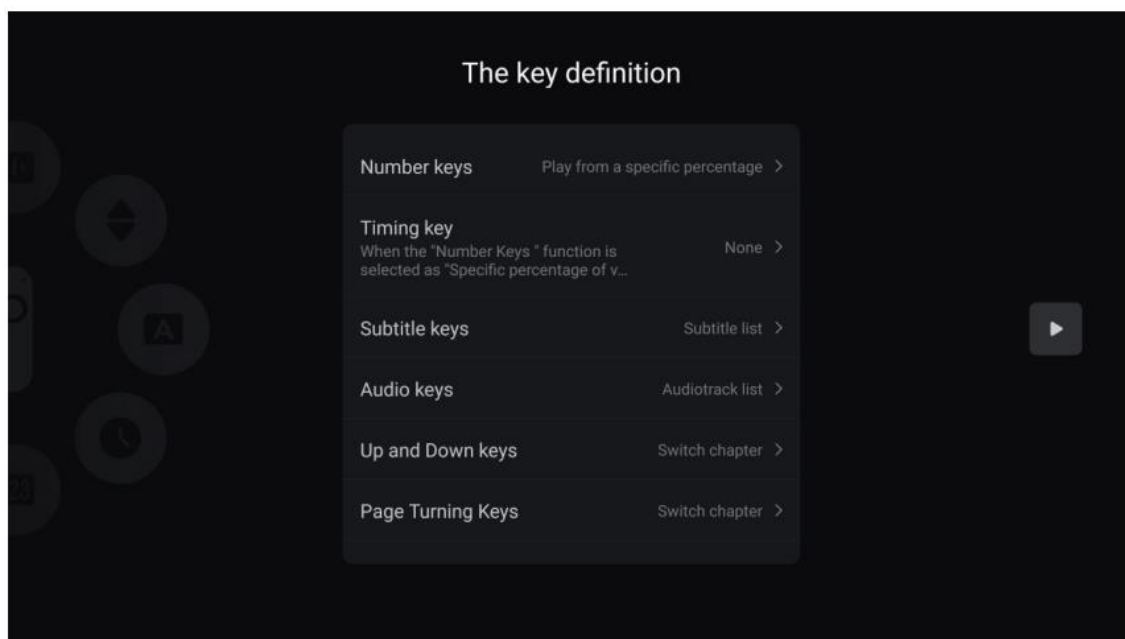 The key definition
Number keys Play from a specific percentage >
Timing key
When the "Number Keys " function is
selected as "Specific percentage of v...
None >
Subtitle keys Subtitle list >
Audio keys Audiotrack list >
Up and Down keys Switch chapter >
Page Turning Keys Switch chapter >
A